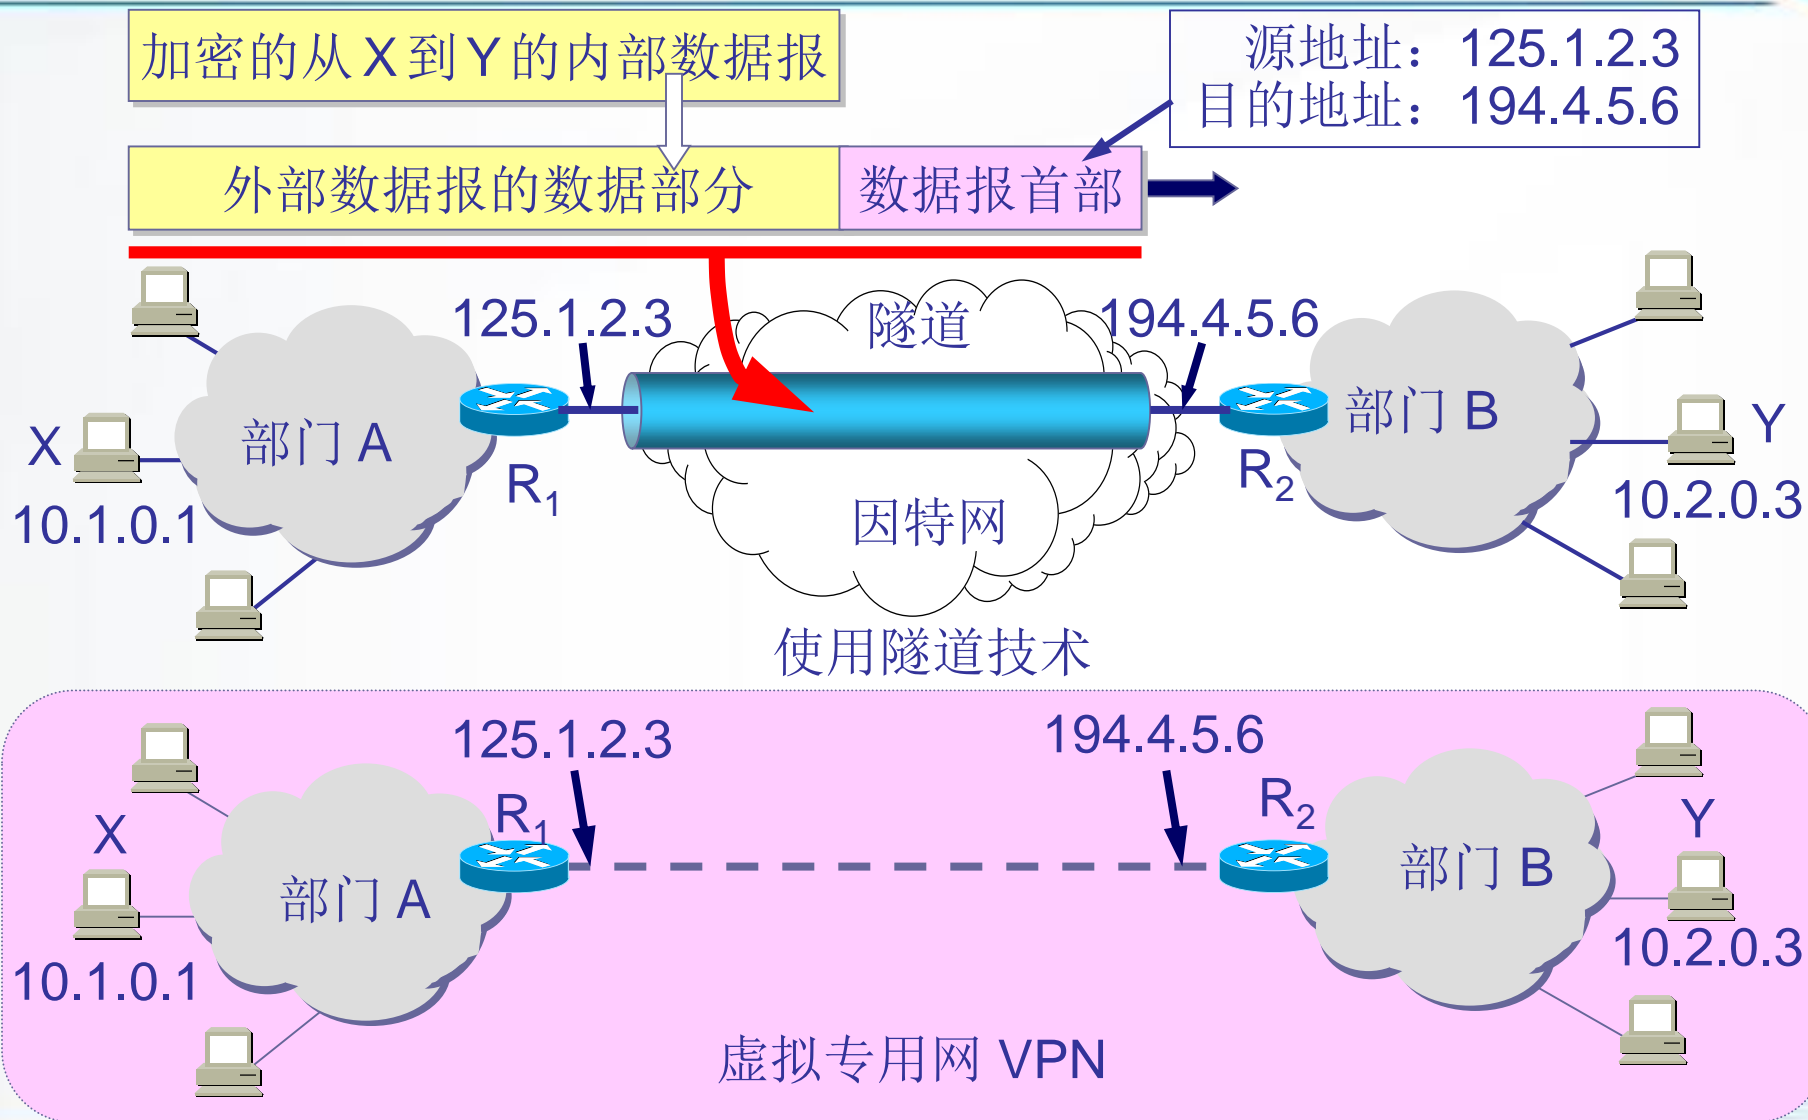 加密的从 X 到 Y 的内部数据报
源地址：125.1.2.3
目的地址：194.4.5.6
外部数据报的数据部分
数据报首部
125.1.2.3
隧道
194.4.5.6
部门 A
部门 B
X
Y
R1
R2
10.1.0.1
10.2.0.3
因特网
使用隧道技术
125.1.2.3
194.4.5.6
R1
R2
X
Y
部门 A
部门 B
10.1.0.1
10.2.0.3
虚拟专用网 VPN